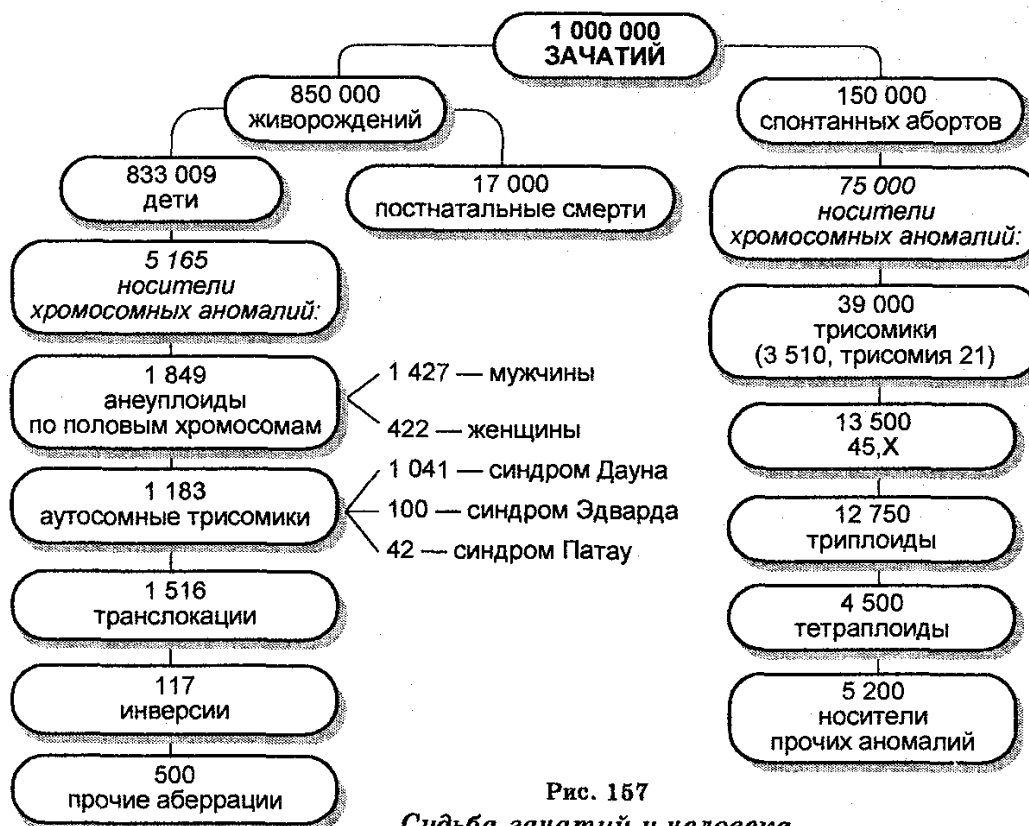 1 000 000
ЗАЧАТИЙ
850 000
живорождений
150 000
спонтанных абортов
833 009
дети
17 000
постнатальные смерти
75 000
носители
хромосомных аномалий:
5 165
носители
хромосомных аномалий:
39 000
трисомики
(3 510, трисомия 21)
1 849
анеуплоиды
по половым хромосомам
1 427 — мужчины
422 — женщины
13 500
45,X
1 183
аутосомные трисомики
1 041 — синдром Дауна
100 — синдром Эдварда
42 — синдром Патау
12 750
триплоиды
1 516
транслокации
4 500
тетраплоиды
117
инверсии
5 200
носители
прочих аномалий
500
прочие аберрации
Рис. 157
Судьба зачатий у человека